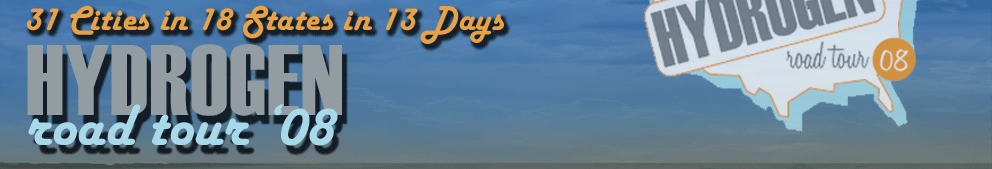 31 Cities in 18 States in 13 Days
HYDROGEN
road tour '08
HYDROGEN
road tour 08